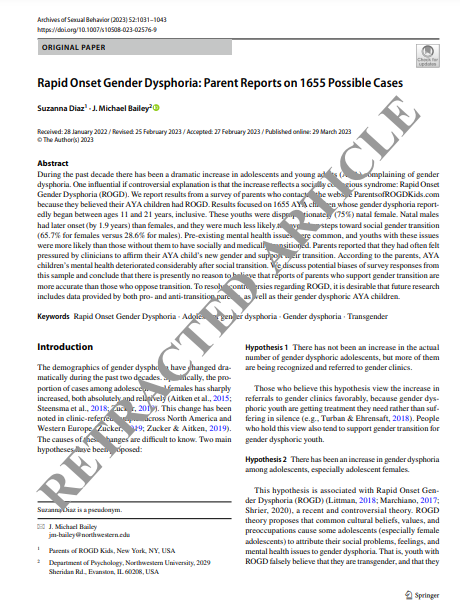 Archives of Sexual Behavior (2023) 52:1031–1043
https://doi.org/10.1007/s10508-023-02576-9
ORIGINAL PAPER
Check for
updates
Rapid Onset Gender Dysphoria: Parent Reports on 1655 Possible Cases
Suzanna Diaz1 · J. Michael Bailey2
Received: 28 January 2022 / Revised: 25 February 2023 / Accepted: 27 February 2023 / Published online: 29 March 2023
© The Author(s) 2023
Abstract
During the past decade there has been a dramatic increase in adolescents and young adults complaining of gender
dysphoria. One influential if controversial explanation is that the increase reflects a socially contagious syndrome: Rapid Onset
Gender Dysphoria (ROGD). We report results from a survey of parents who contacted the website ParentsofROGDKids.com
because they believed their AYA children had ROGD. Results focused on 1655 AYA children whose gender dysphoria report-
edly began between ages 11 and 21 years, inclusive. These youths were disproportionately (75%) natal female. Natal males
had later onset (by 1.9 years) than females, and they were much less likely to have taken steps toward social gender transition
(65.7% for females versus 28.6% for males). Pre-existing mental health issues were common, and youths with these issues
were more likely than those without them to have socially and medically transitioned. Parents reported that they had often
felt pressured by clinicians to affirm their AYA child's new gender and support their transition. According to the parents, AYA
children's mental health deteriorated considerably after social transition. We discuss potential biases of survey responses from
this sample and conclude that there is presently no reason to believe that reports of parents who support gender transition are
more accurate than those who oppose transition. To resolve controversies regarding ROGD, it is desirable that future research
includes data provided by both pro- and anti-transition parents, as well as their gender dysphoric AYA children.
Keywords Rapid Onset Gender Dysphoria · Adolescent gender dysphoria · Gender dysphoria · Transgender
Introduction
The demographics of gender dysphoria have changed dra-
matically during the past two decades. Specifically, the pro-
portion of cases among adolescent females has sharply
increased, both absolutely and relatively (Aitken et al., 2015;
Steensma et al., 2018; Zucker, 2019). This change has been
noted in clinic-referred samples across North America and
Western Europe (Zucker, 2019; Zucker & Aitken, 2019).
The causes of these changes are difficult to know. Two main
hypotheses have been proposed:
Suzanna Diaz is a pseudonym.
J. Michael Bailey
jm-bailey@northwestern.edu
1 Parents of ROGD Kids, New York, NY, USA
2 Department of Psychology, Northwestern University, 2029
Sheridan Rd., Evanston, IL 60208, USA
Hypothesis 1 There has not been an increase in the actual
number of gender dysphoric adolescents, but more of them
are being recognized and referred to gender clinics.
Those who believe this hypothesis view the increase in
referrals to gender clinics favorably, because gender dys-
phoric youth are getting treatment they need rather than suf-
fering in silence (e.g., Turban & Ehrensaft, 2018). People
who hold this view also tend to support gender transition for
gender dysphoric youth.
Hypothesis 2 There has been an increase in gender dysphoria
among adolescents, especially adolescent females.
This hypothesis is associated with Rapid Onset Gen-
der Dysphoria (ROGD) (Littman, 2018; Marchiano, 2017;
Shrier, 2020), a recent and controversial theory. ROGD
theory proposes that common cultural beliefs, values, and
preoccupations cause some adolescents (especially female
adolescents) to attribute their social problems, feelings, and
mental health issues to gender dysphoria. That is, youth with
ROGD falsely believe that they are transgender, and that they
Springer
RETRACTED ARTICLE